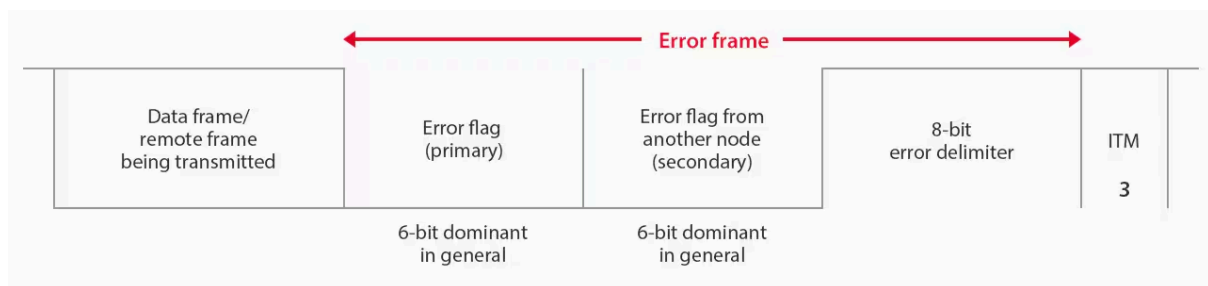 Error frame
Data frame/
remote frame
being transmitted
Error flag
(primary)
Error flag from
another node
(secondary)
8-bit
error delimiter
ITM
3
6-bit dominant
in general
6-bit dominant
in general